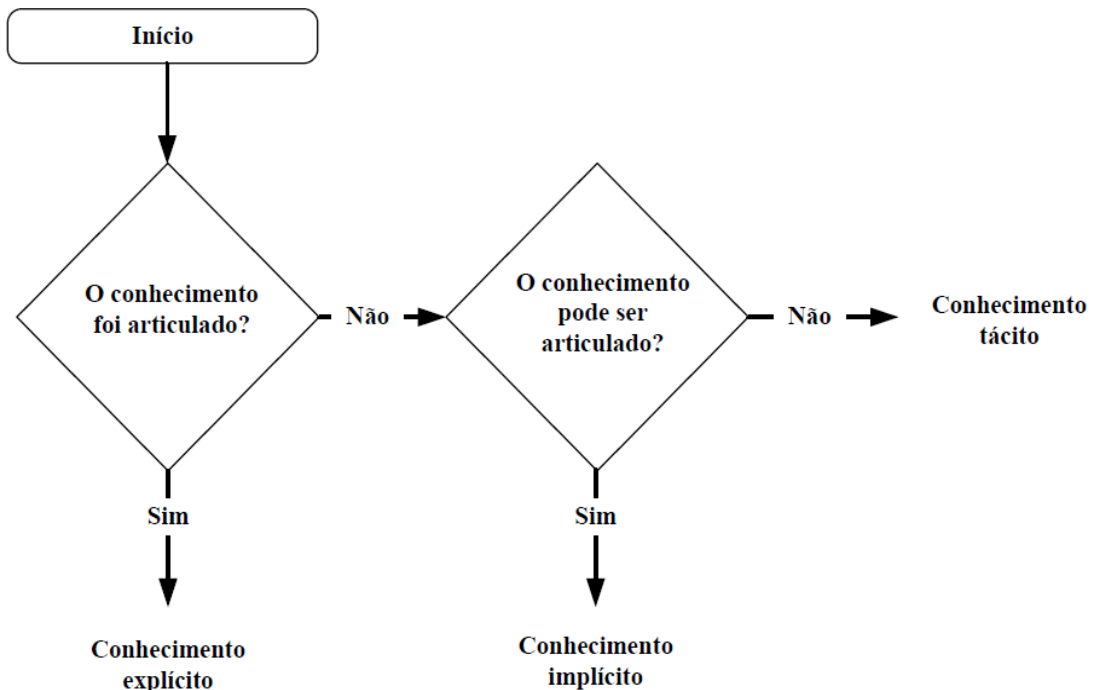 Início
O conhecimento
foi articulado?
Não
O conhecimento
pode ser
articulado?
Não
Conhecimento
tácito
Sim
Sim
Conhecimento
explícito
Conhecimento
implícito